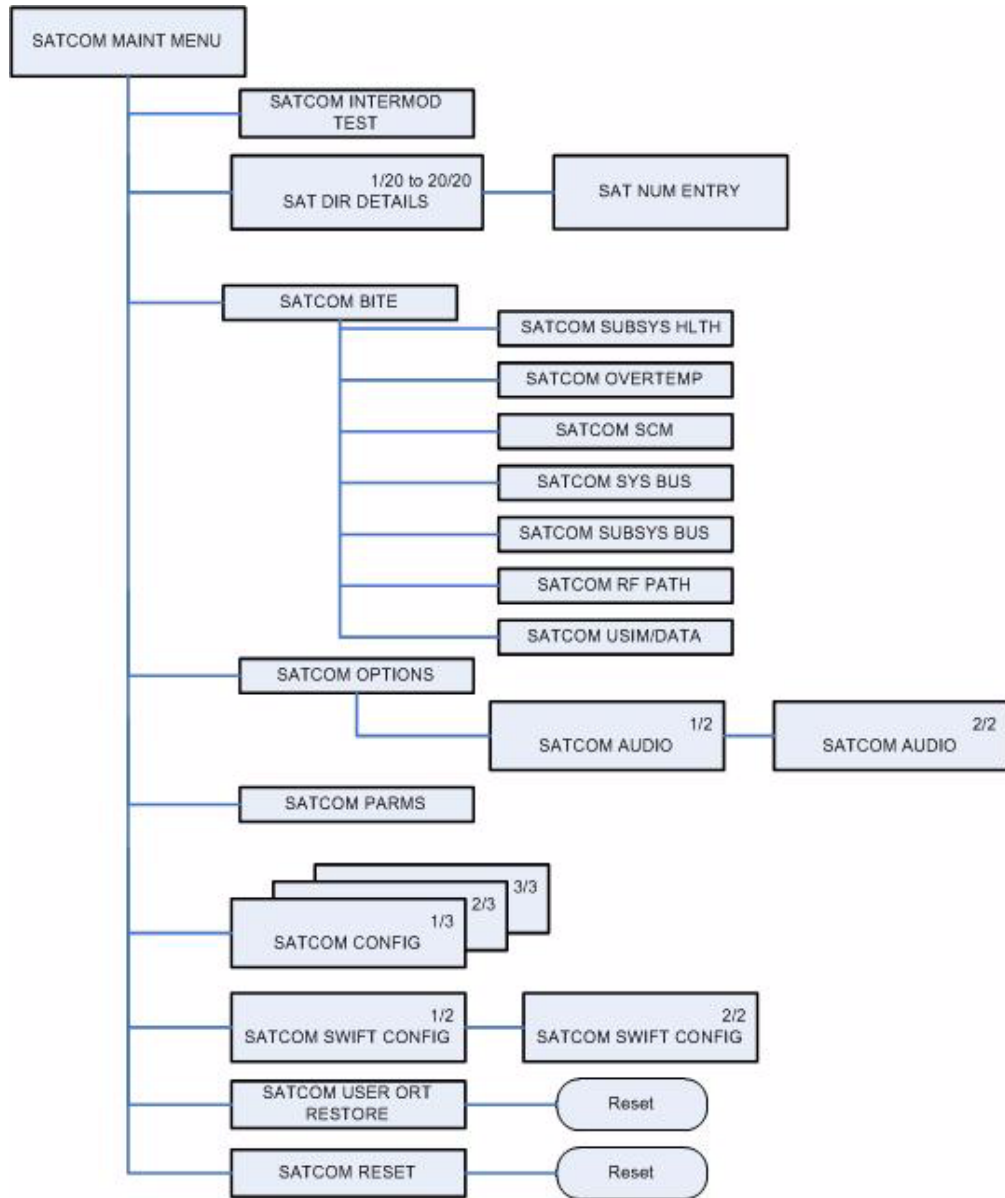 SATCOM MAINT MENU
SATCOM INTERMOD
TEST
1/20 to 20/20
SAT DIR DETAILS
SAT NUM ENTRY
SATCOM BITE
SATCOM SUBSYS HLTH
SATCOM OVERTEMP
SATCOM SCM
SATCOM SYS BUS
SATCOM SUBSYS BUS
SATCOM RF PATH
SATCOM USIM/DATA
SATCOM OPTIONS
1/2
SATCOM AUDIO
2/2
SATCOM AUDIO
SATCOM PARMS
3/3
2/3
1/3
SATCOM CONFIG
1/2
SATCOM SWIFT CONFIG
2/2
SATCOM SWIFT CONFIG
SATCOM USER ORT
RESTORE
Reset
SATCOM RESET
Reset